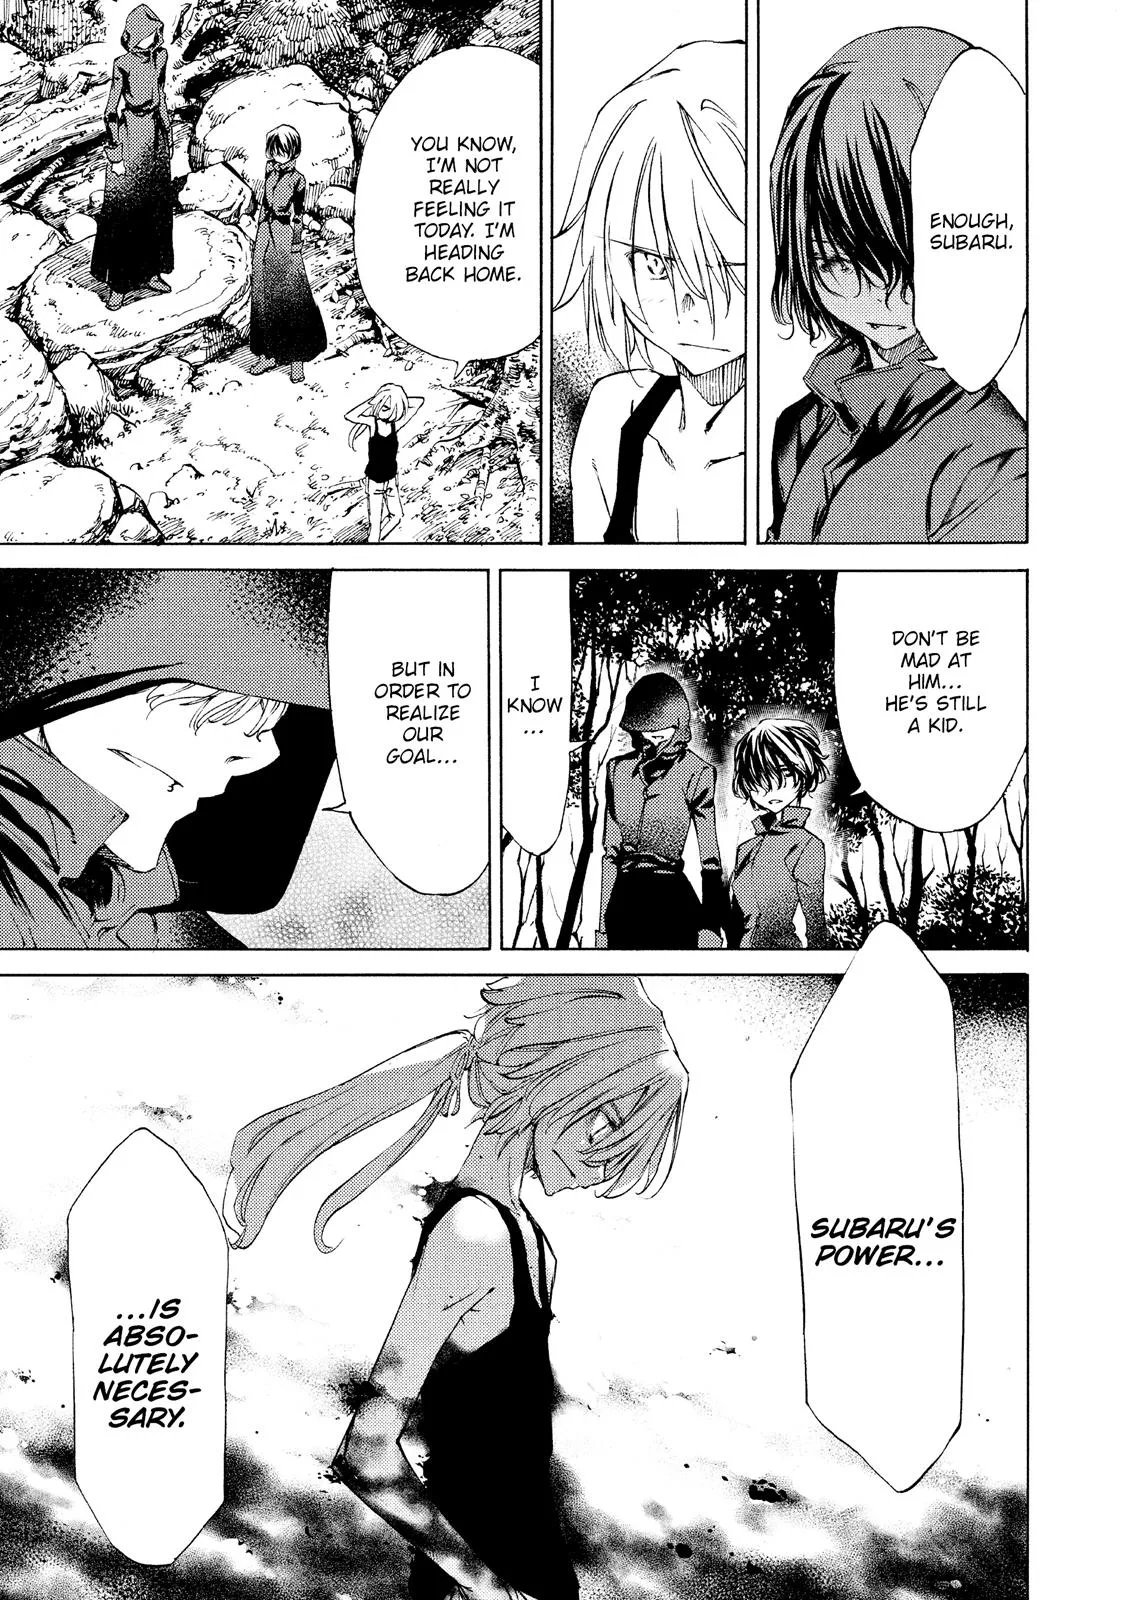 ENOUGH,
SUBARU.
YOU KNOW,
I'M NOT
REALLY
FEELING IT
TODAY. I'M
HEADING
BACK HOME.
DON'T BE
MAD AT
HIM...
HE'S STILL
A KID.
I
KNOW
...
BUT IN
ORDER TO
REALIZE
OUR
GOAL...
SUBARU'S
POWER...
...IS
ABSO-
LUTELY
NECES-
SARY.